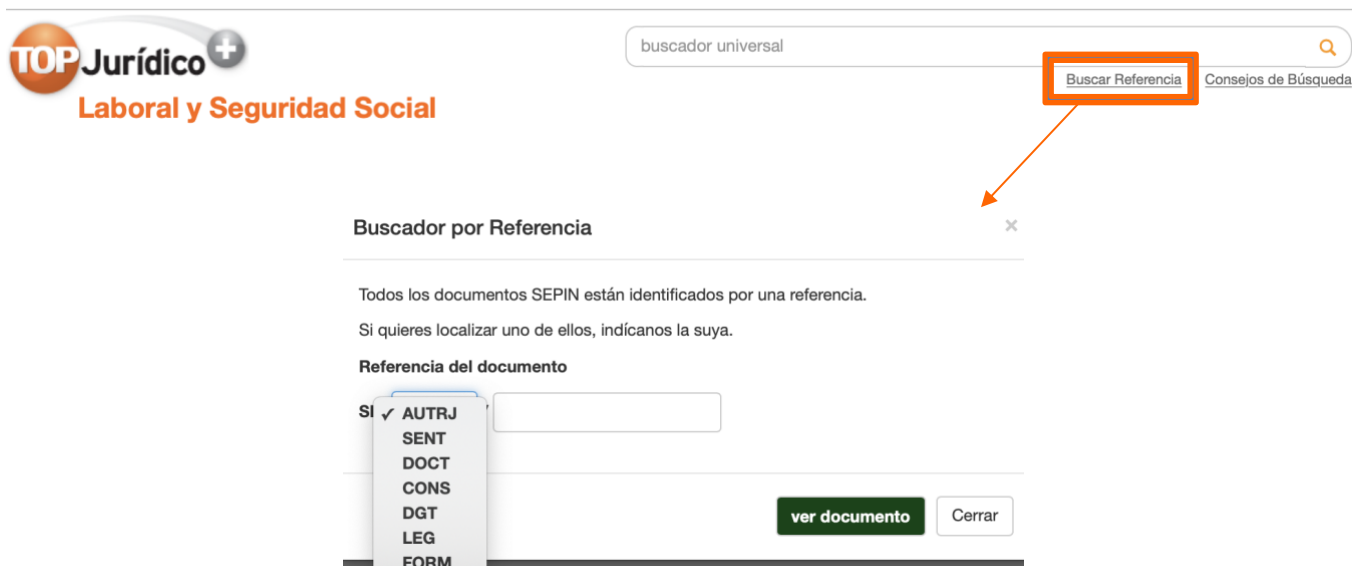 TOP Jurídico +
buscador universal
Buscar Referencia Consejos de Búsqueda
Laboral y Seguridad Social
Buscador por Referencia ×
Todos los documentos SEPIN están identificados por una referencia.
Si quieres localizar uno de ellos, indícanos la suya.
Referencia del documento
✓ AUTRJ
SENT
DOCT
CONS
DGT
LEG
FORM
ver documento Cerrar